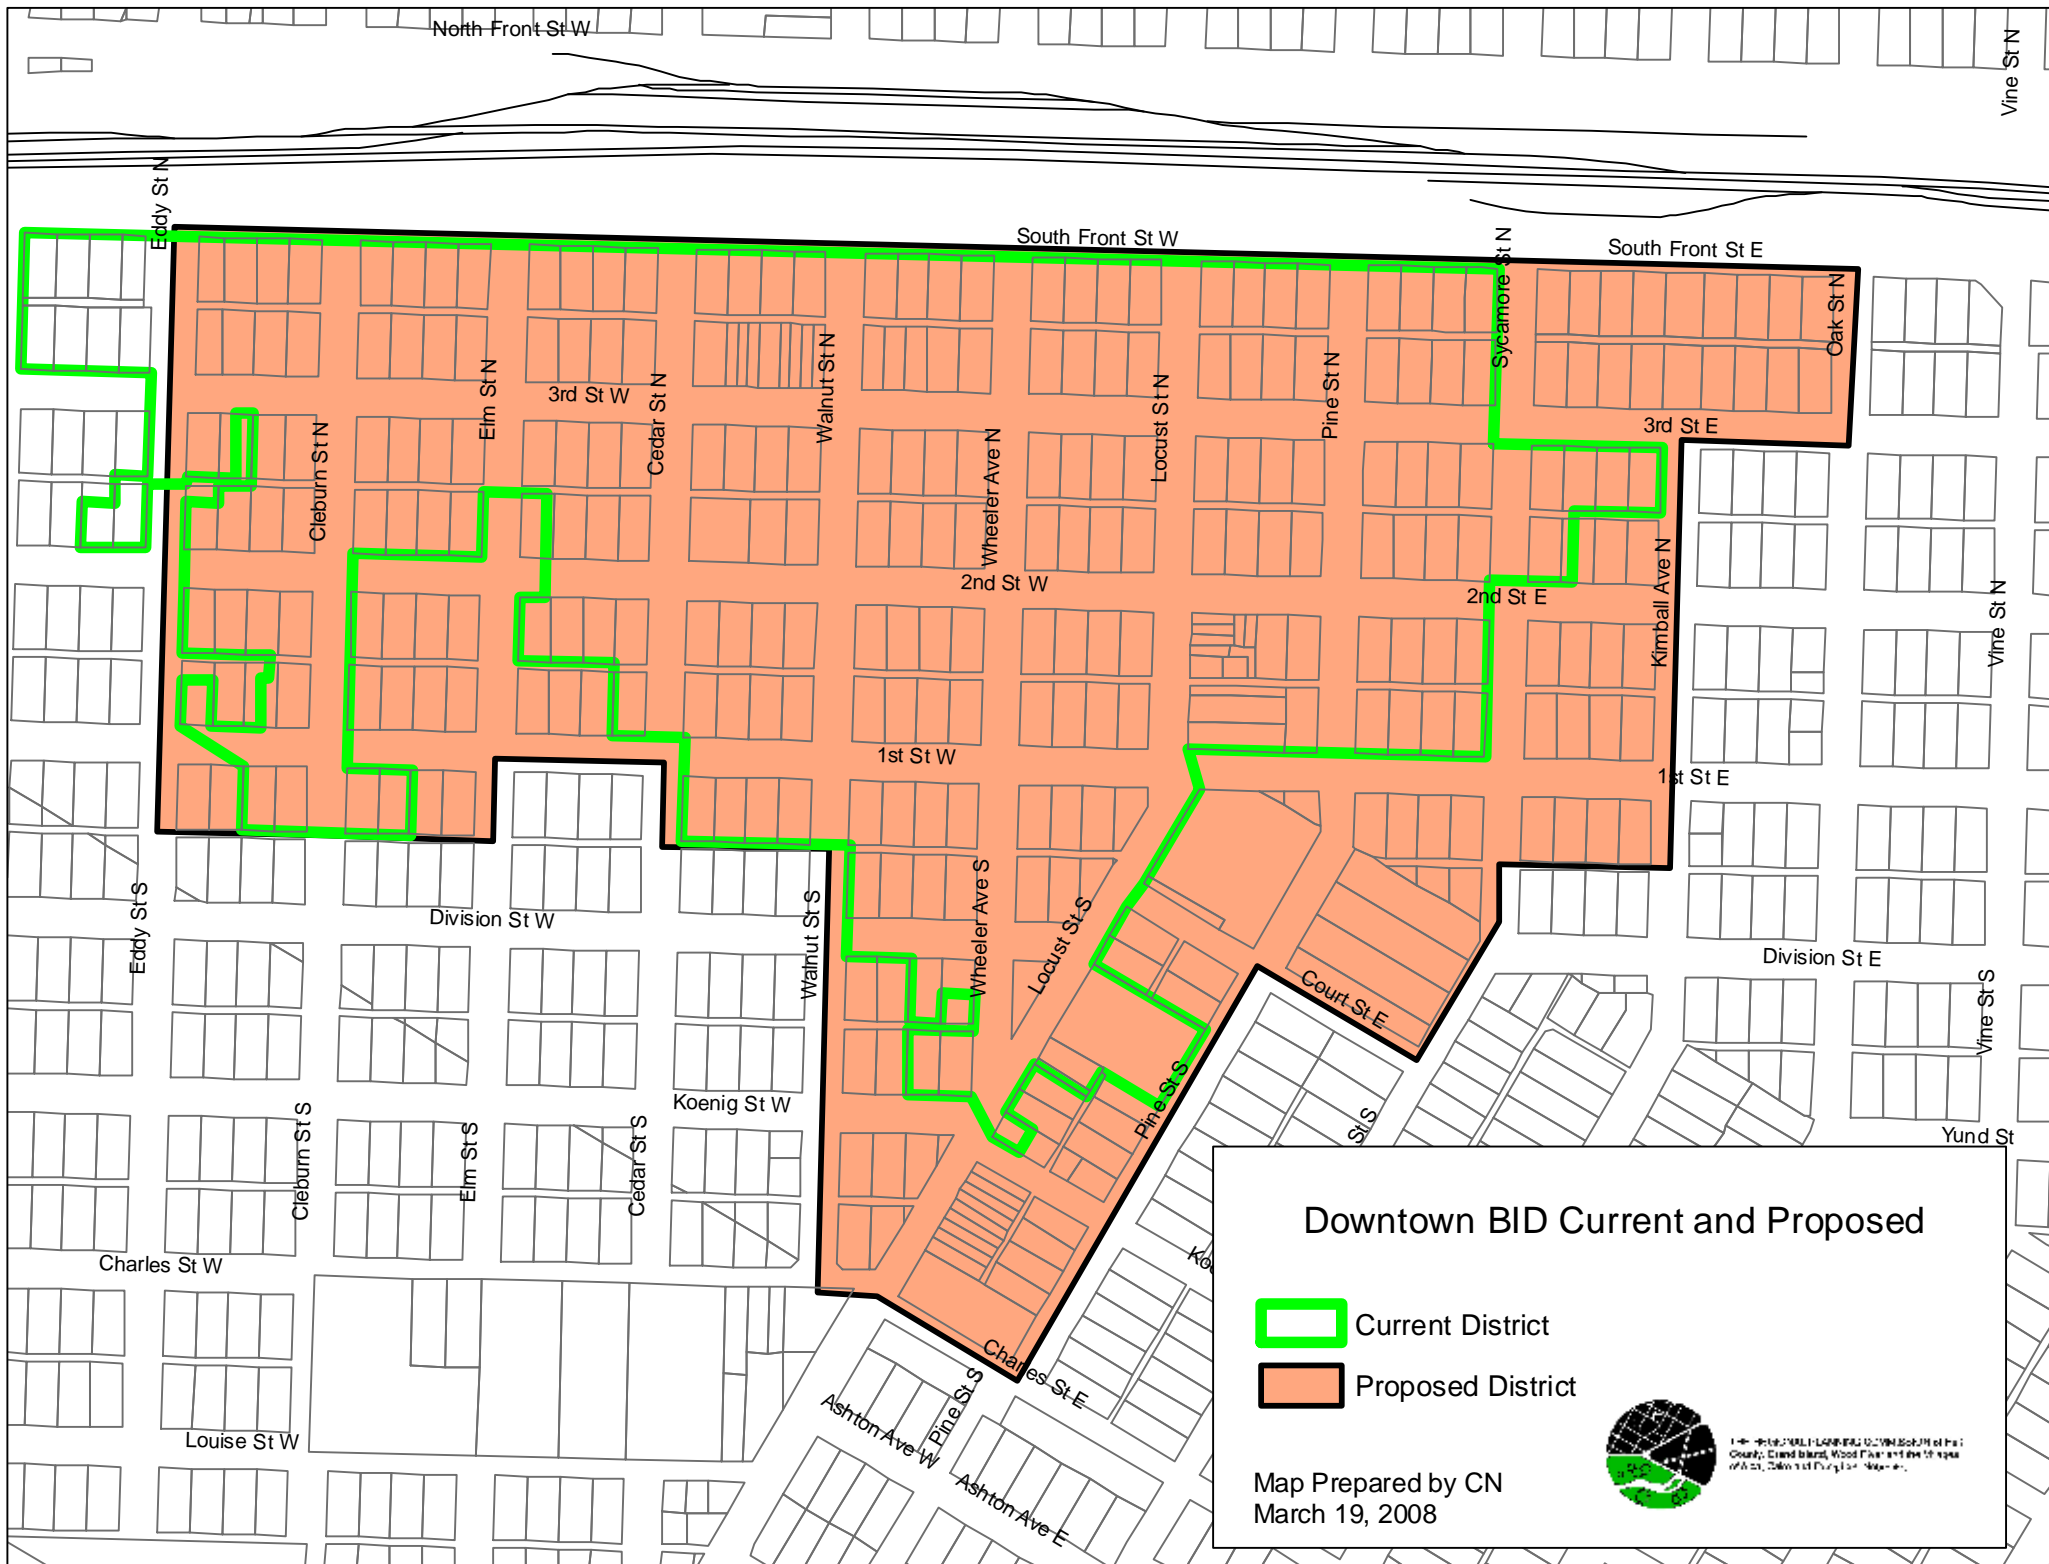 North Front St W
Vine St N
Eddy St N
South Front St W
South Front St E
Sycamore St N
Oak St N
Elm St N
3rd St W
Cedar St N
Walnut St N
Locust St N
Pine St N
3rd St E
Cleburn St N
Wheeler Ave N
2nd St W
2nd St E
Kimball Ave N
Vine St N
1st St W
1st St E
Eddy St S
Division St W
Walnut St S
Wheeler Ave S
Locust St S
Court St E
Division St E
Vine St S
Koenig St W
Pine St S
St S
Yund St
Cleburn St S
Elm St S
Cedar St S
Charles St W
Charles St E
Louise St W
Ashton Ave W
Pine St S
Ashton Ave E
Downtown BID Current and Proposed
Current District
Proposed District
Map Prepared by CN
March 19, 2008